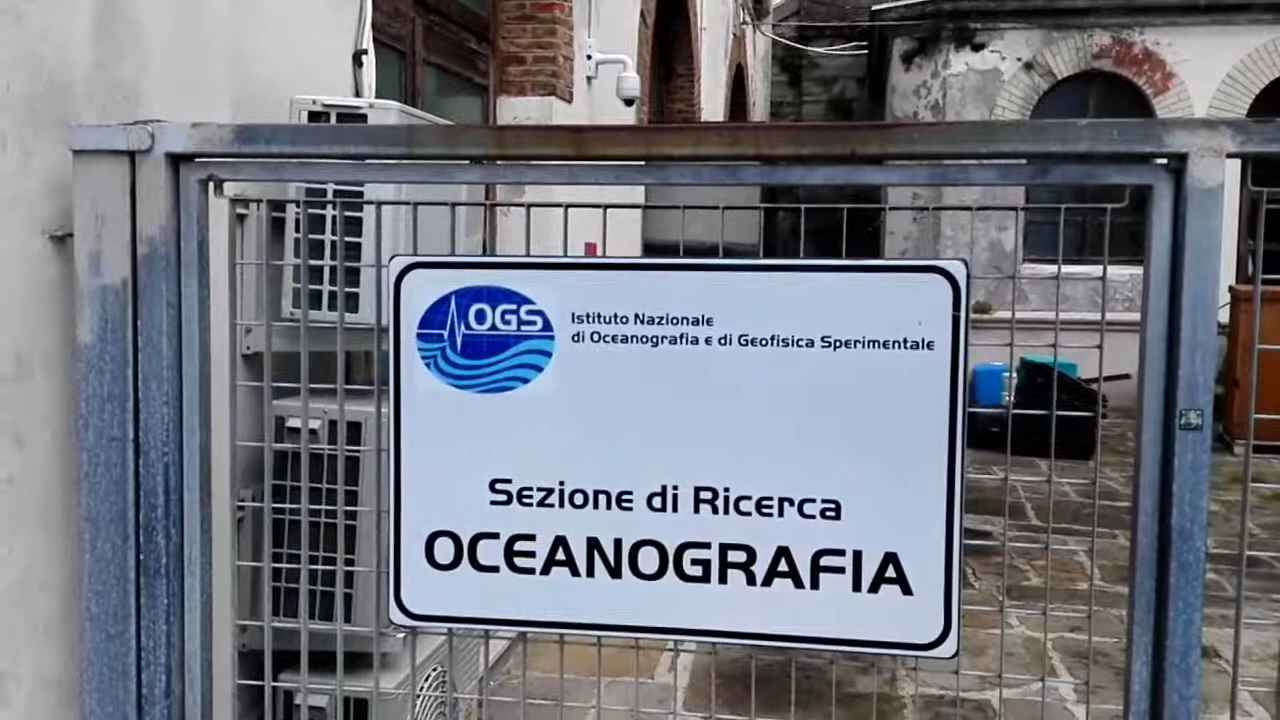 OGS
Istituto Nazionale
di Oceanografia e di Geofisica Sperimentale
Sezione di Ricerca
OCEANOGRAFIA